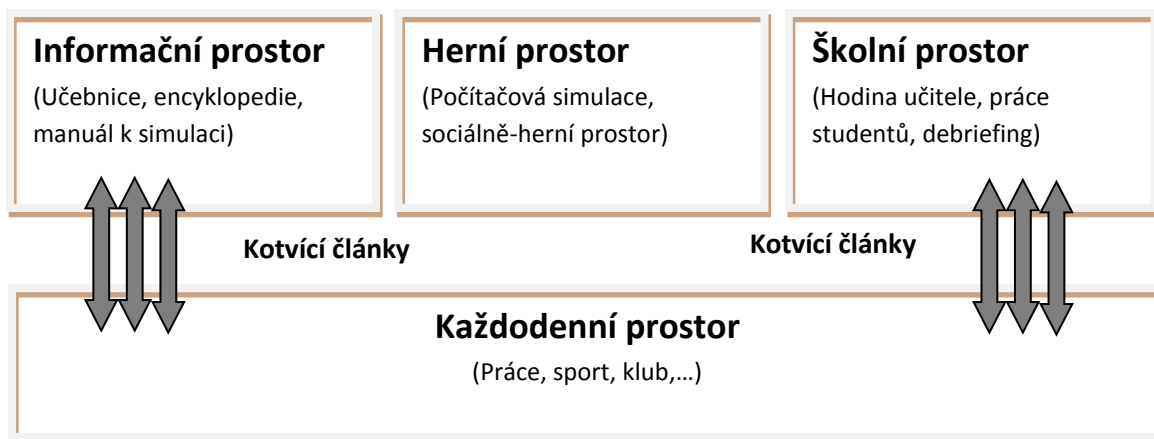 Informační prostor
(Učebnice, encyklopedie,
manuál k simulaci)
Herní prostor
(Počítačová simulace,
sociálně-herní prostor)
Školní prostor
(Hodina učitele, práce
studentů, debriefing)
Kotvící články
Kotvící články
Každodenní prostor
(Práce, sport, klub,...)